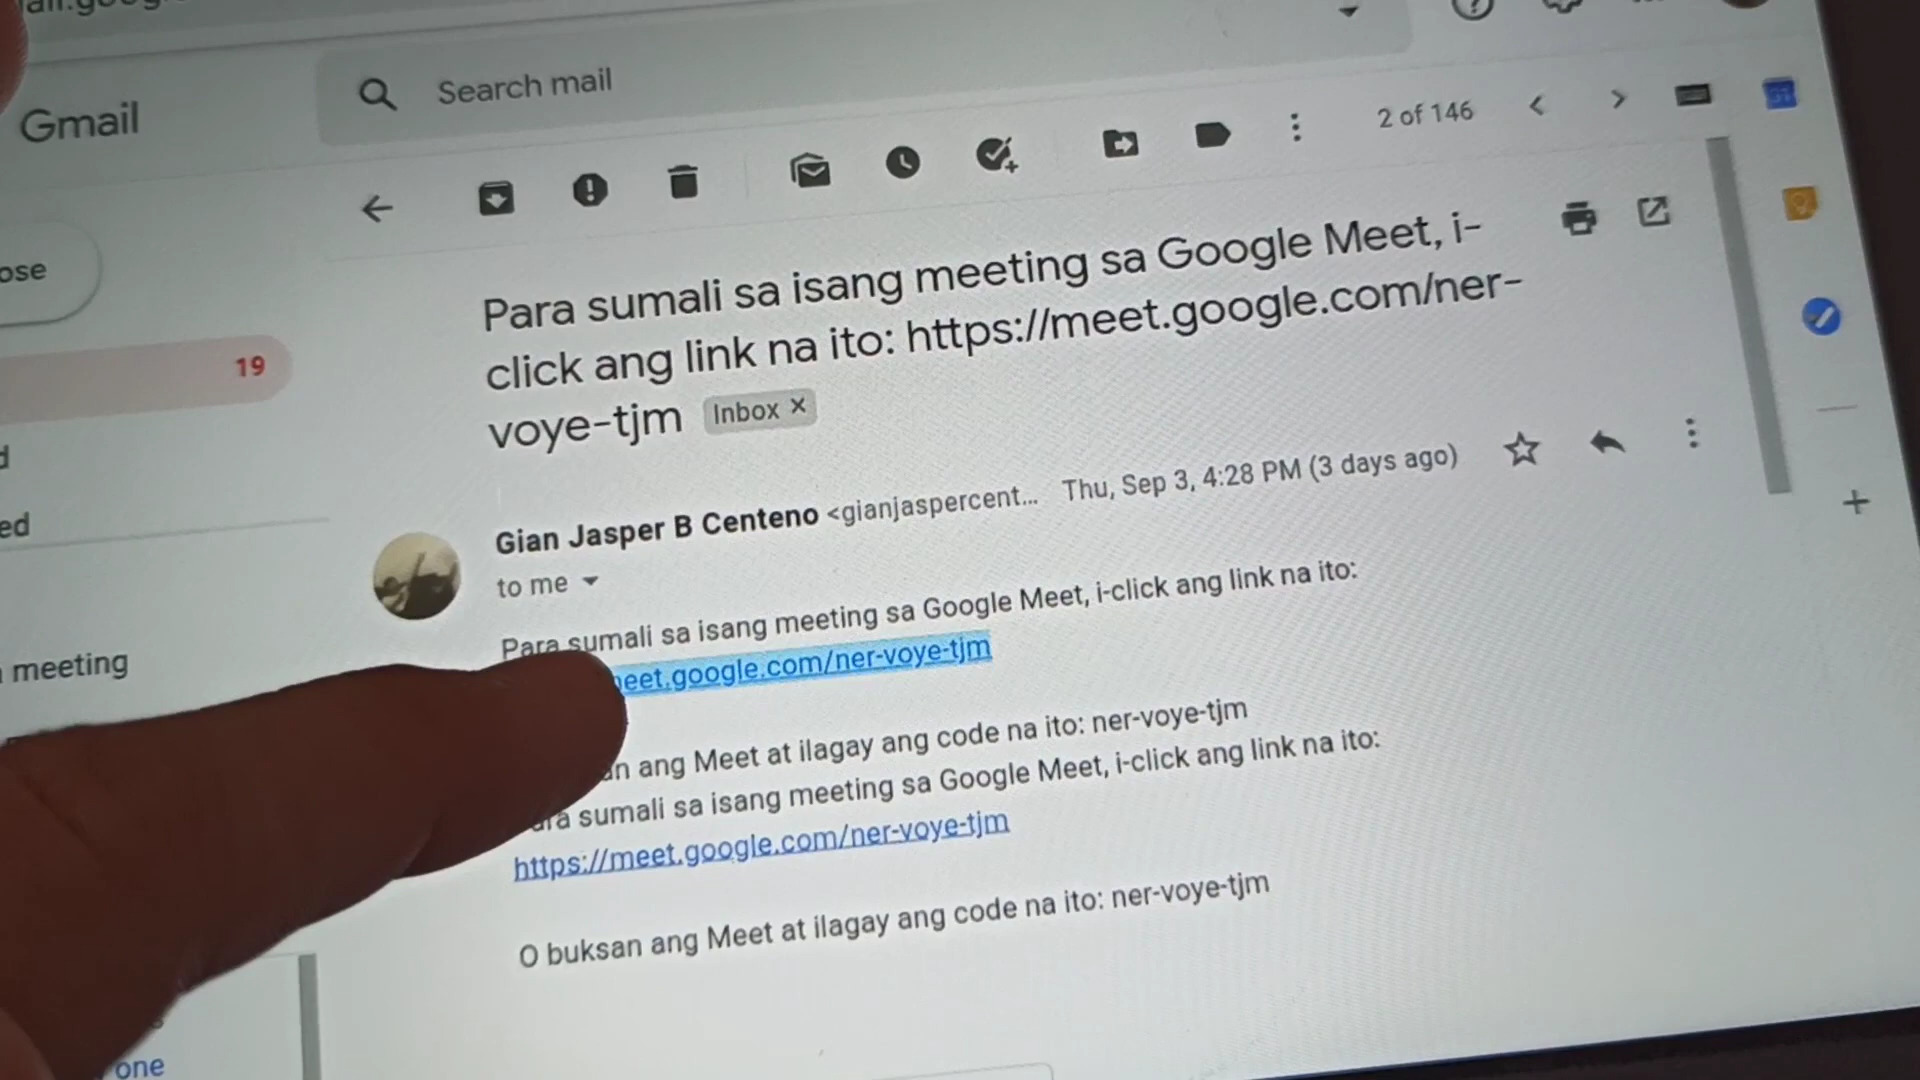 Gmail
Search mail
2 of 146
ose
19
ed
meeting
one
Para sumali sa isang meeting sa Google Meet, i-
click ang link na ito: https://meet.google.com/ner-
voye-tjm Inbox ×
Gian Jasper B Centeno <gianjaspercent... Thu, Sep 3, 4:28 PM (3 days ago)
to me
Para sumali sa isang meeting sa Google Meet, i-click ang link na ito:
eet.google.com/ner-voye-tjm
an ang Meet at ilagay ang code na ito: ner-voye-tjm
ara sumali sa isang meeting sa Google Meet, i-click ang link na ito:
https://meet.google.com/ner-voye-tjm
O buksan ang Meet at ilagay ang code na ito: ner-voye-tjm